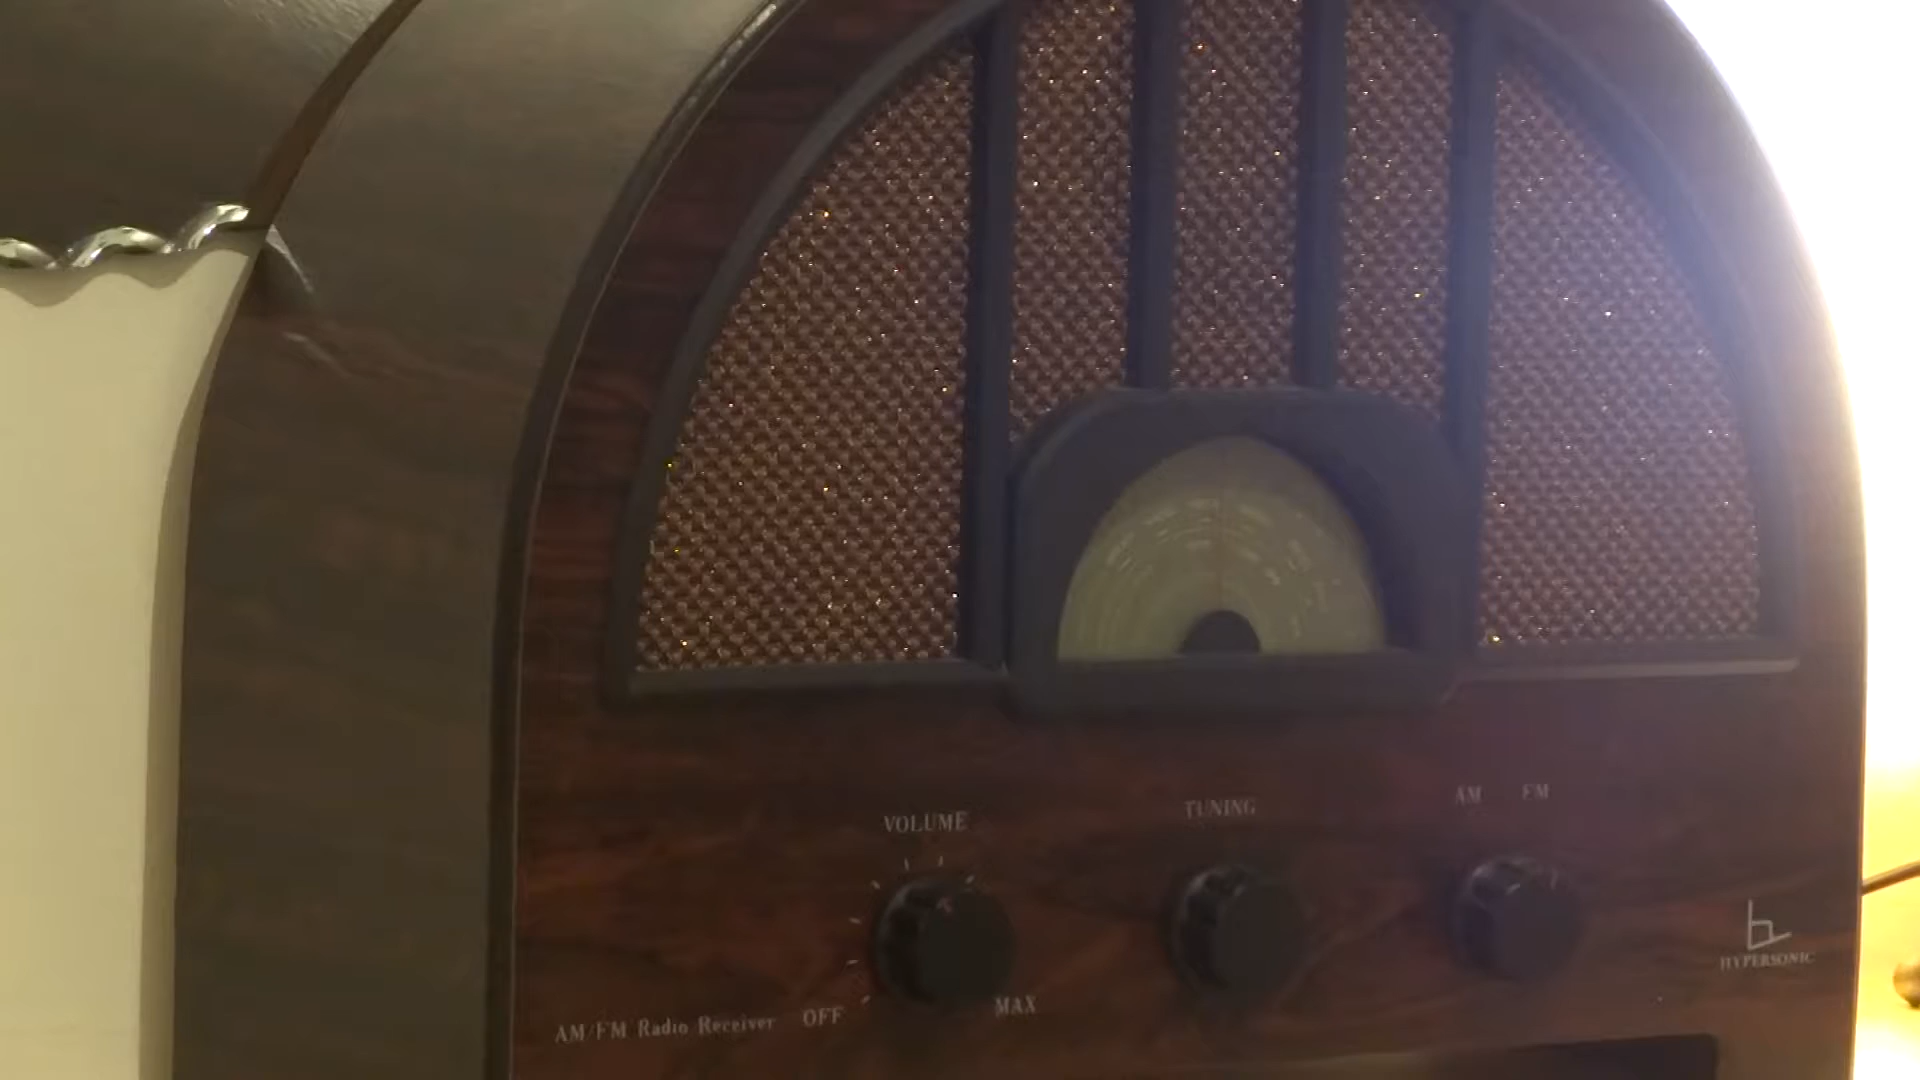 VOLUME
TUNING
AM FM
HYPERSONIC
OFF
MAX
AM/FM Radio Receiver